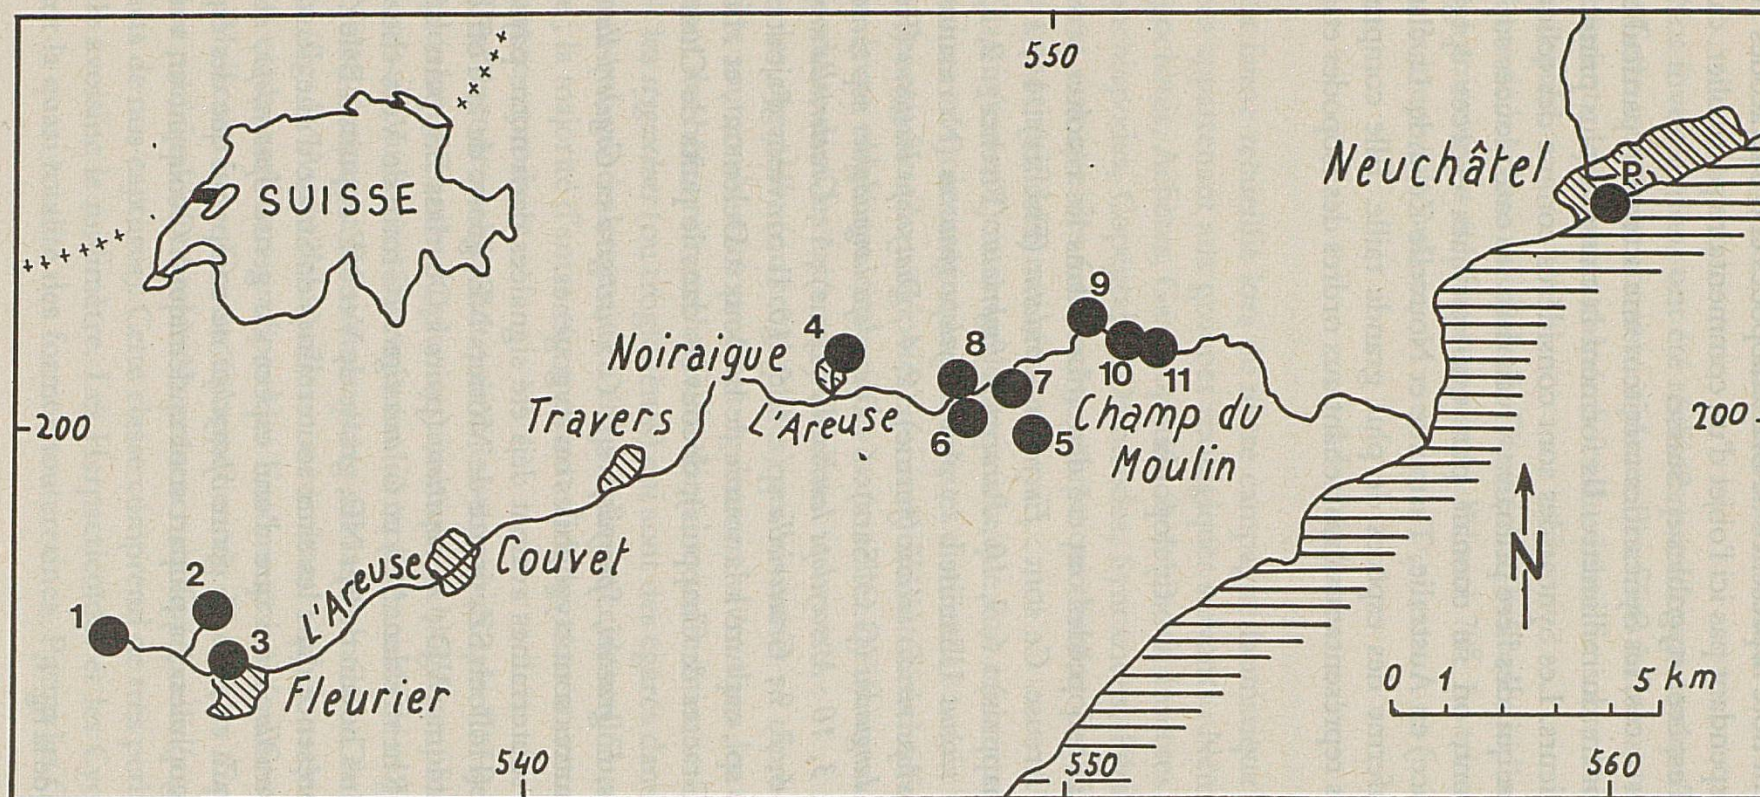 550
SUISSE
Neuchâtel
P.
9
4
8
Noiraigue
7
10
11
Travers
L'Areuse
6
5
Champ du
Moulin
200
200
Couvet
L'Areuse
N
2
1
3
Fleurier
0 1 5 km
540
550
560